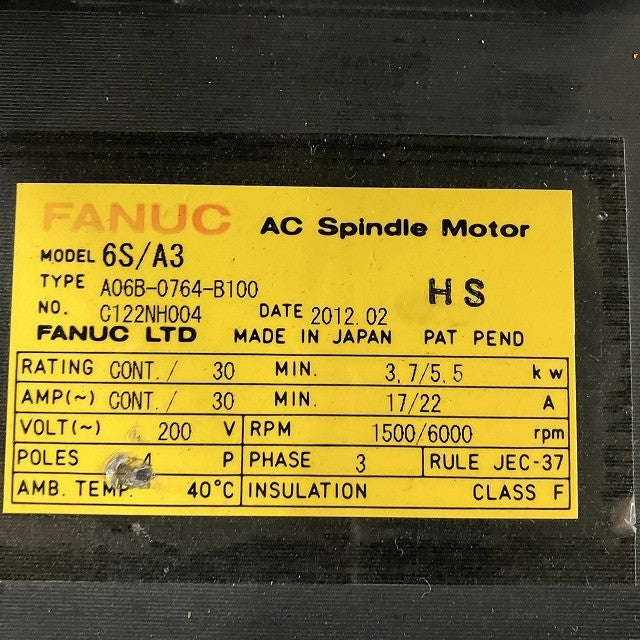 FANUC AC Spindle Motor
MODEL 6S/A3
TYPE A06B-0764-B100
HS
NO. C122NH004 DATE 2012.02
FANUC LTD MADE IN JAPAN PAT PEND
RATING CONT. / 30 MIN. 3,7/5.5 kw
AMP(~) CONT. / 30 MIN. 17/22 A
VOLT(~) 200 V RPM 1500/6000 rpm
POLES 4 P PHASE 3 RULE JEC-37
AMB. TEMP. 40°C INSULATION CLASS F